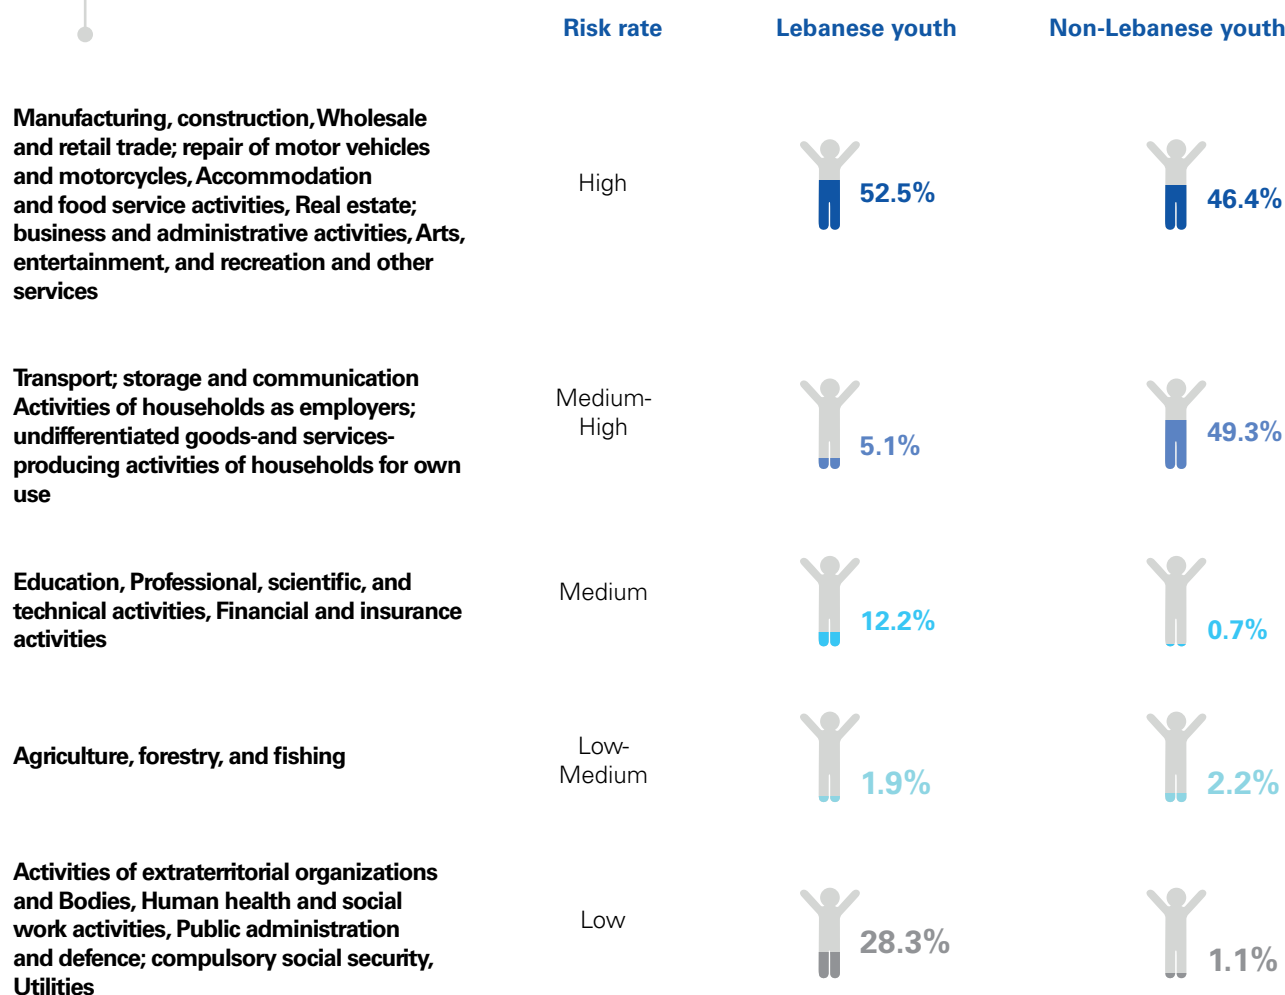 Risk rate Lebanese youth Non-Lebanese youth
Manufacturing, construction, Wholesale
and retail trade; repair of motor vehicles
and motorcycles, Accommodation
and food service activities, Real estate;
business and administrative activities, Arts,
entertainment, and recreation and other
services
High
52.5%
46.4%
Transport; storage and communication
Activities of households as employers;
undifferentiated goods-and services-
producing activities of households for own
use
Medium-
High
5.1%
49.3%
Education, Professional, scientific, and
technical activities, Financial and insurance
activities
Medium
12.2%
0.7%
Agriculture, forestry, and fishing
Low-
Medium
1.9%
2.2%
Activities of extraterritorial organizations
and Bodies, Human health and social
work activities, Public administration
and defence; compulsory social security,
Utilities
Low
28.3%
1.1%